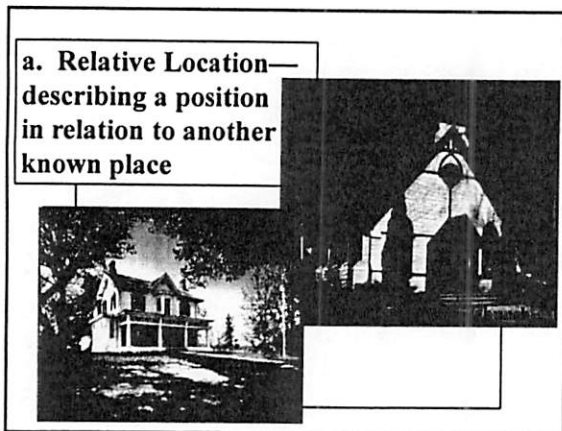 a. Relative Location—
describing a position
in relation to another
known place